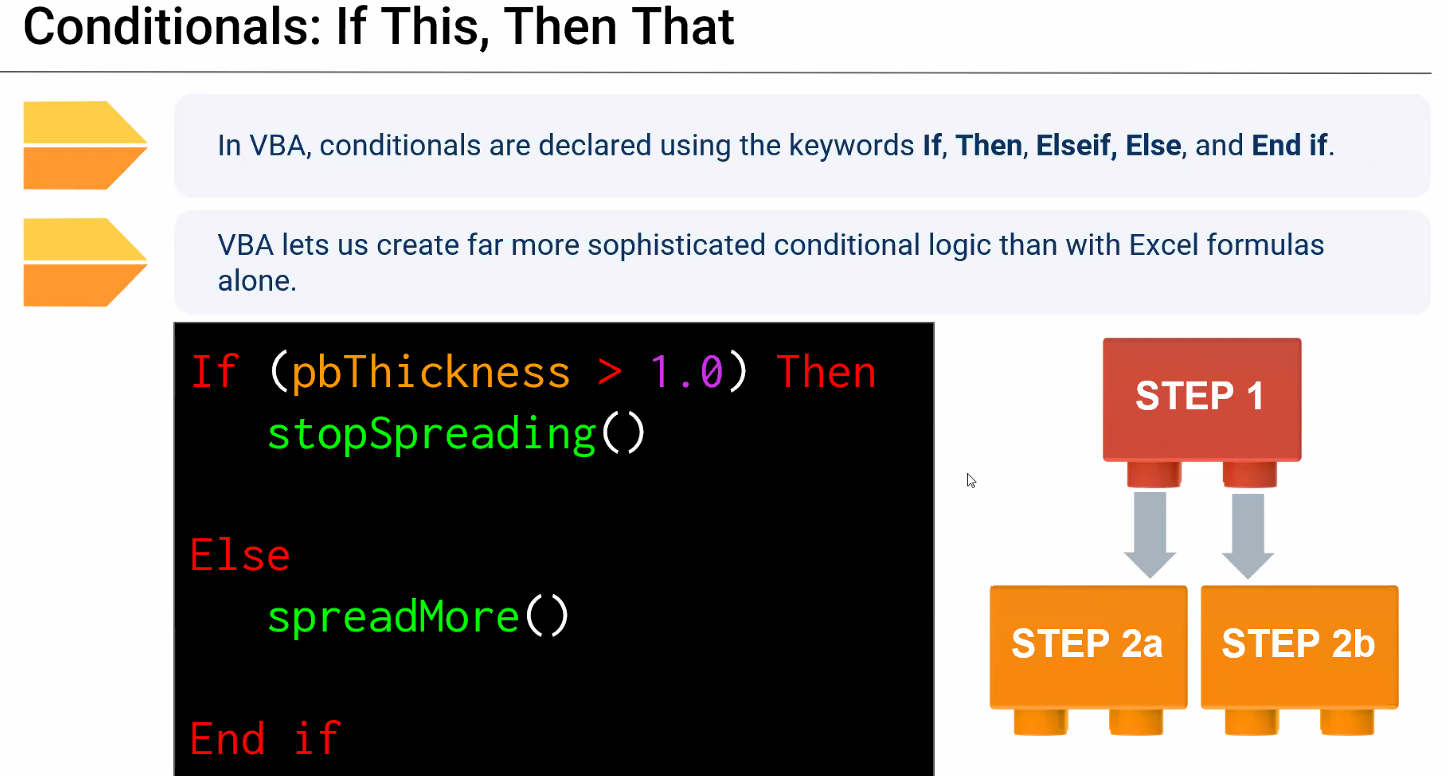 Conditionals: If This, Then That
In VBA, conditionals are declared using the keywords If, Then, Elseif, Else, and End if.
VBA lets us create far more sophisticated conditional logic than with Excel formulas
alone.
If (pbThickness > 1.0) Then
stopSpreading()
Else
spreadMore()
End if
STEP 1
STEP 2a
STEP 2b